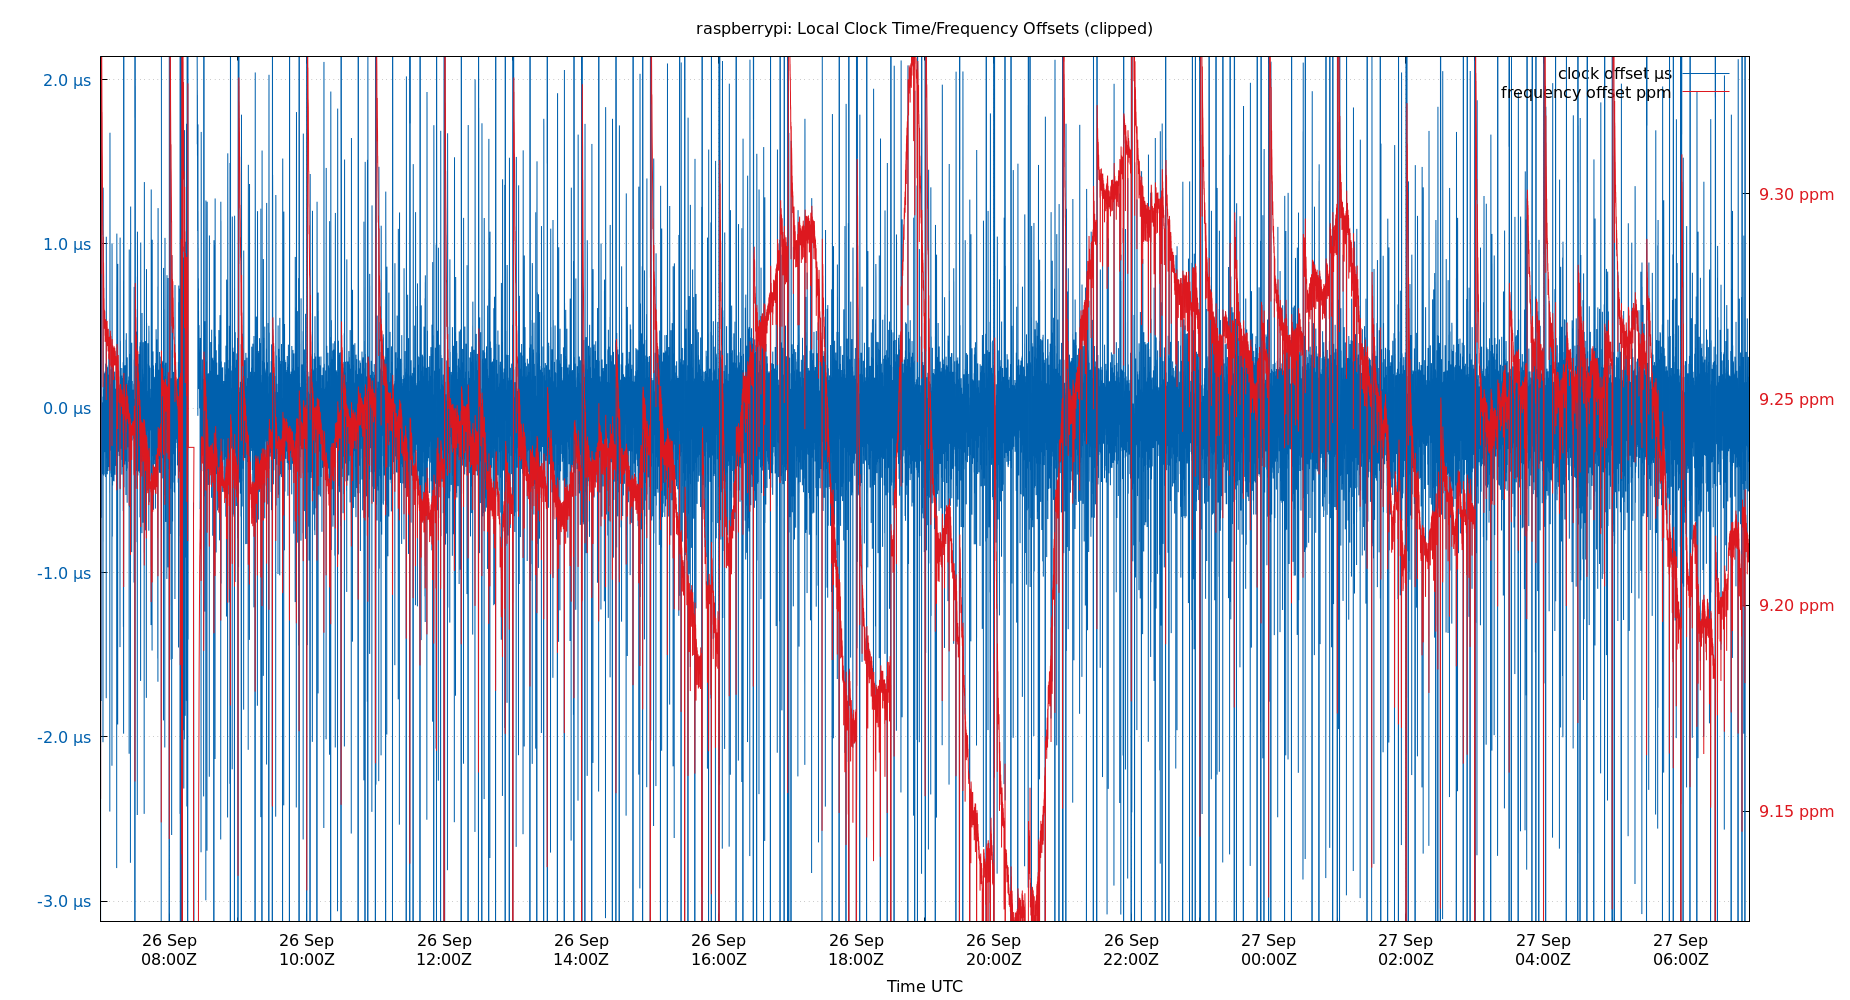 raspberrypi: Local Clock Time/Frequency Offsets (clipped)
clock offset µs
frequency offset ppm
2.0 µs
1.0 µs
0.0 µs
-1.0 µs
-2.0 µs
-3.0 µs
9.30 ppm
9.25 ppm
9.20 ppm
9.15 ppm
26 Sep 26 Sep 26 Sep 26 Sep 26 Sep 26 Sep 26 Sep 26 Sep 27 Sep 27 Sep 27 Sep 27 Sep
08:00Z 10:00Z 12:00Z 14:00Z 16:00Z 18:00Z 20:00Z 22:00Z 00:00Z 02:00Z 04:00Z 06:00Z
Time UTC